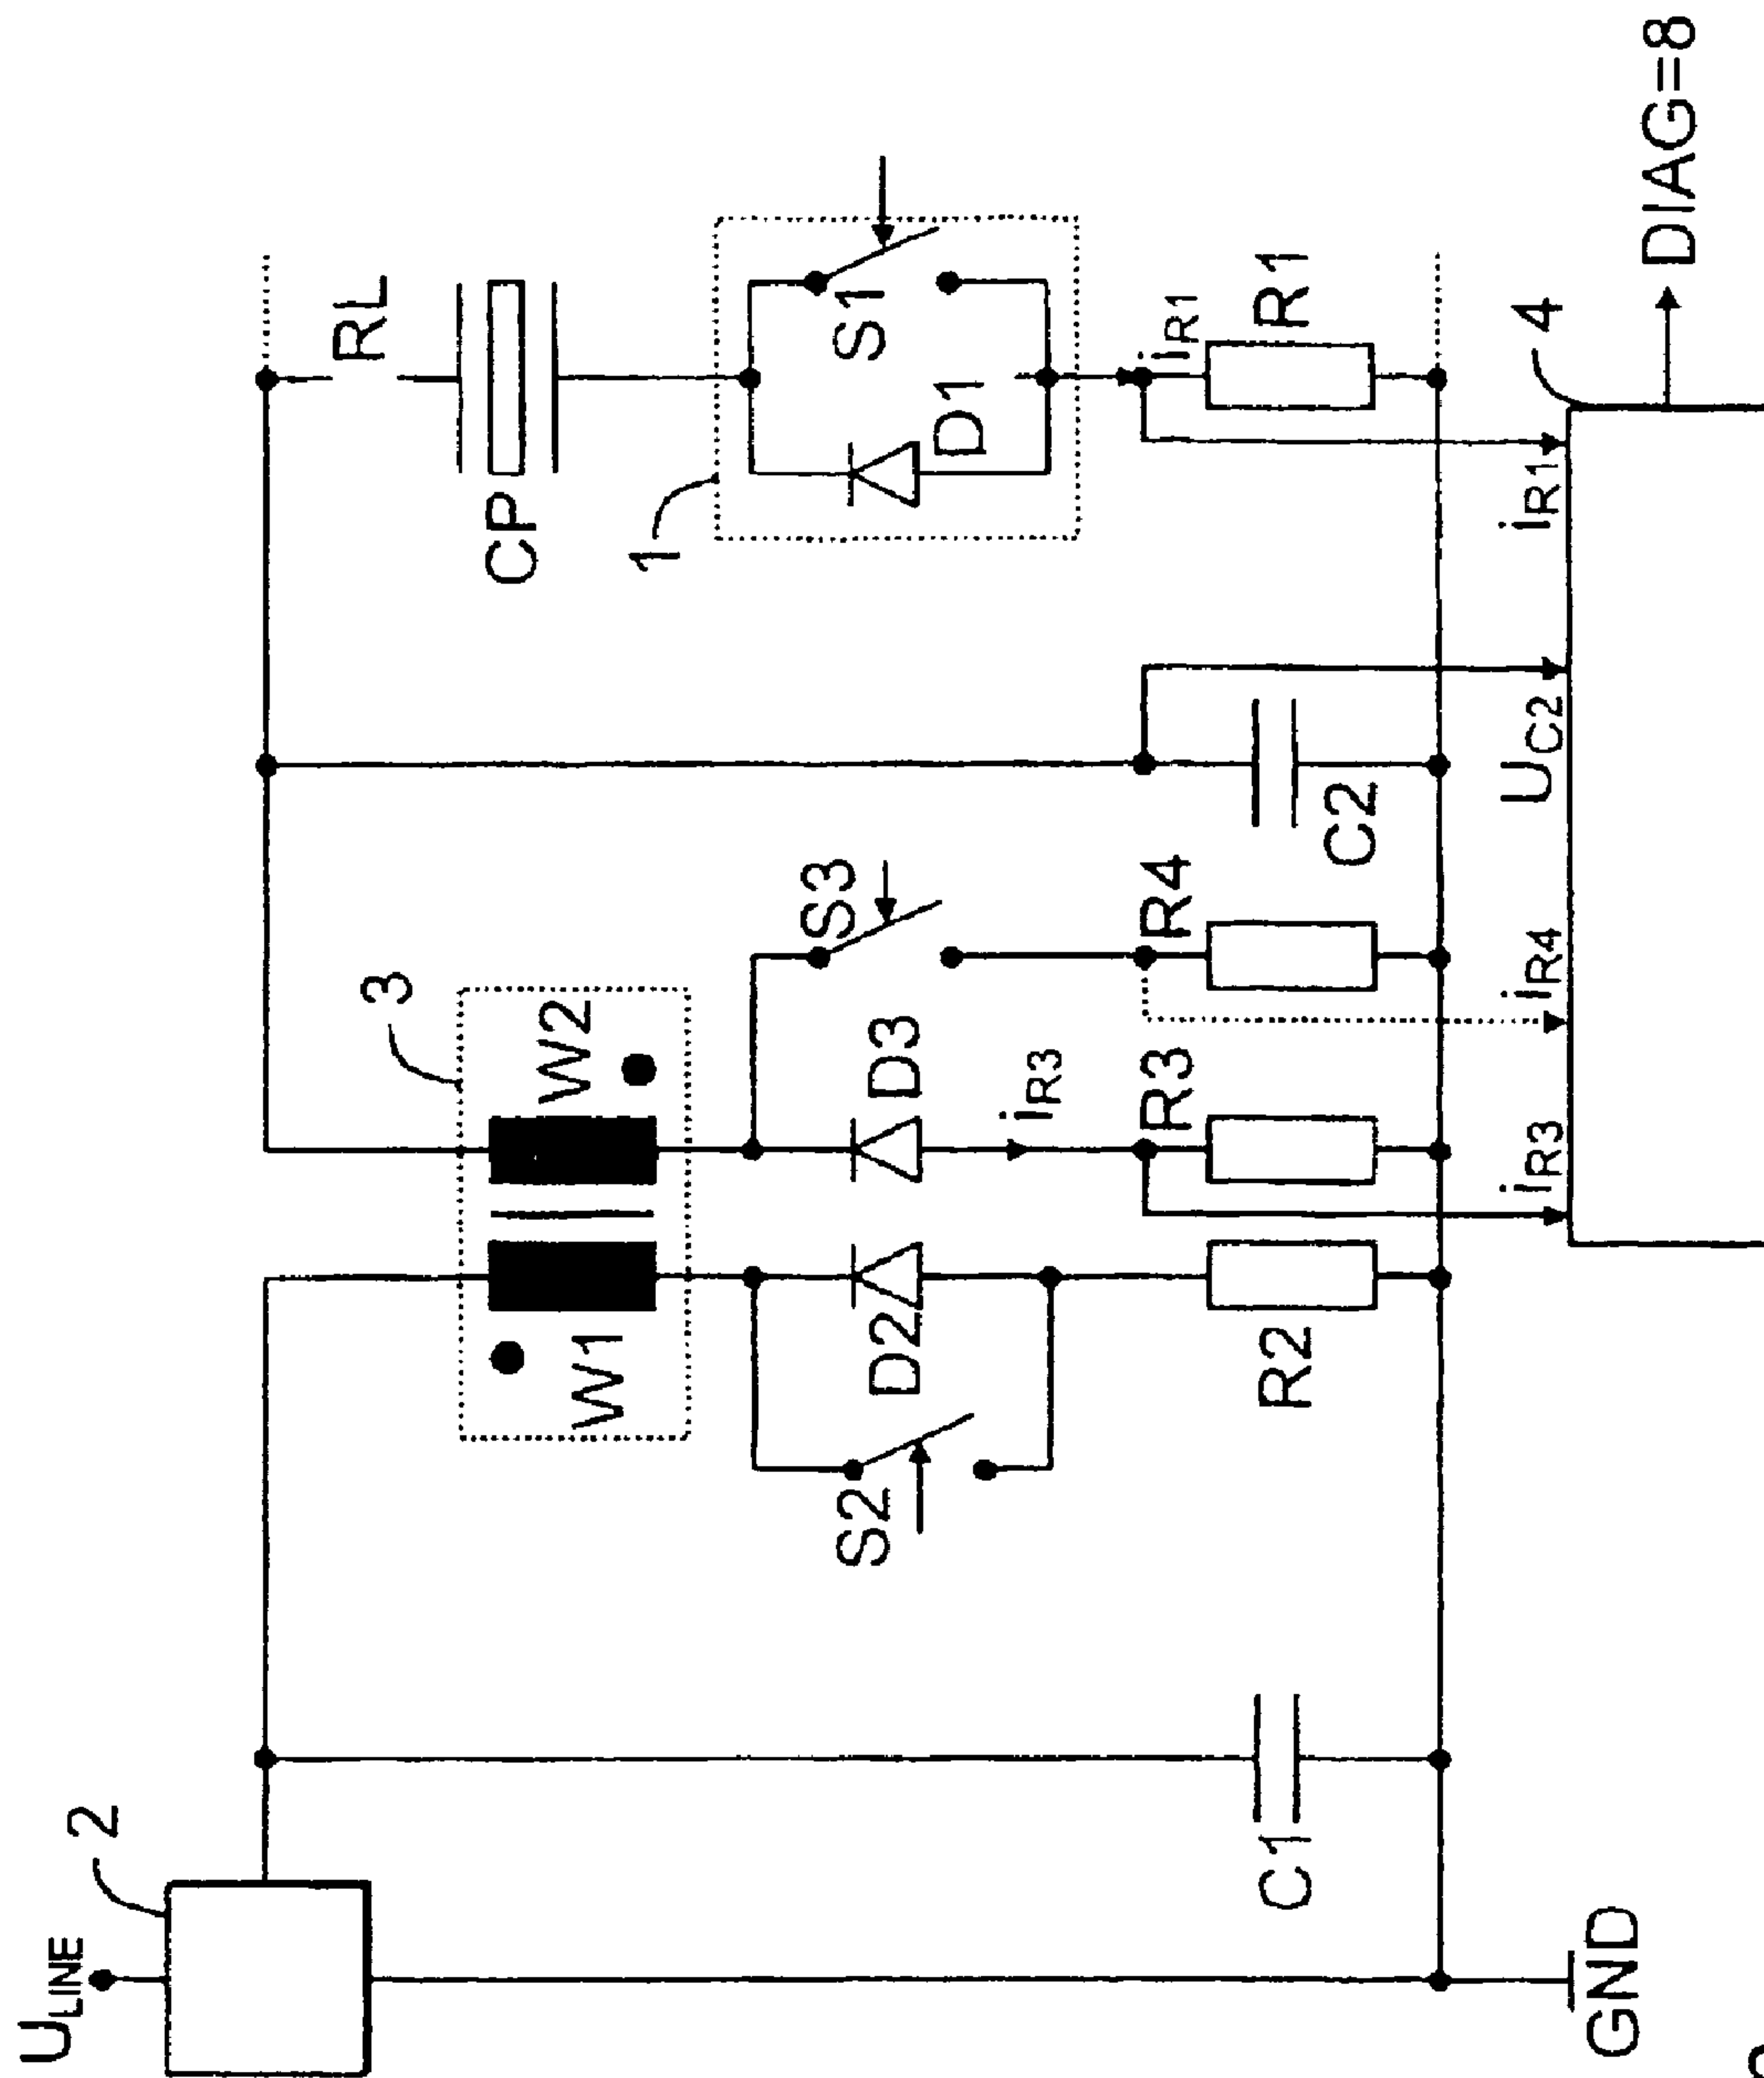 U_LINE
2
C1
GND
3
W1
W2
S2
D2
R2
D3
i_R3
R3
i_R3
S3
R4
i_R4
C2
U_C2
RL
CP
1
S1
D1
i_R1
R1
i_R1
4
DIAG=8